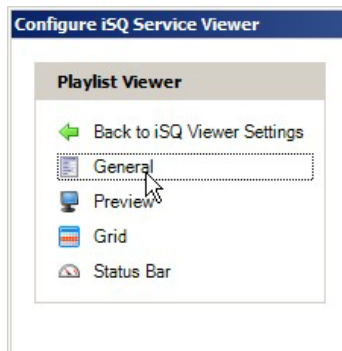 Configure iSQ Service Viewer
Playlist Viewer
Back to iSQ Viewer Settings
General
Preview
Grid
Status Bar